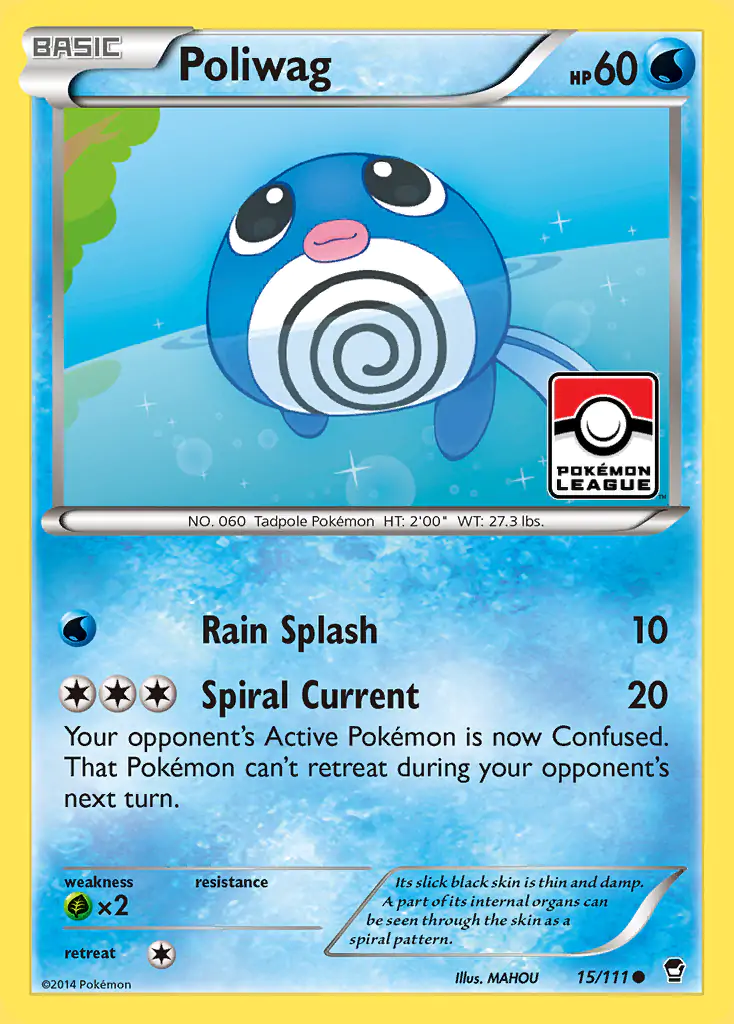 BASIC
Poliwag
HP60
POKÉMON
LEAGUE
™
NO. 060 Tadpole Pokémon HT: 2'00" WT: 27.3 lbs.
Rain Splash 10
Spiral Current 20
Your opponent's Active Pokémon is now Confused.
That Pokémon can't retreat during your opponent's
next turn.
weakness resistance
×2
Its slick black skin is thin and damp.
A part of its internal organs can
be seen through the skin as a
spiral pattern.
retreat
©2014 Pokémon
Illus. MAHOU 15/111